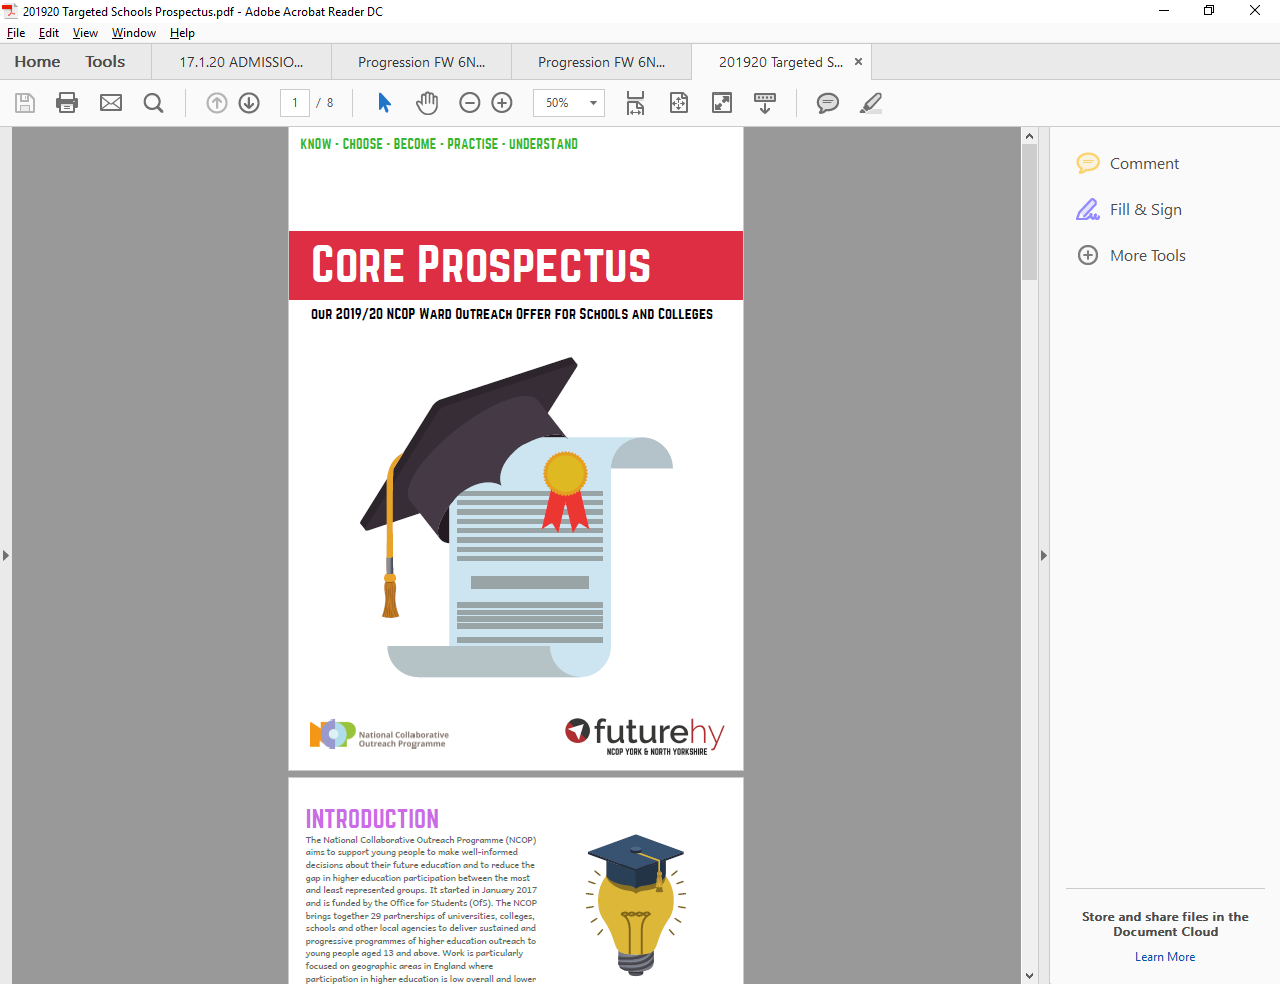 201920 Targeted Schools Prospectus.pdf - Adobe Acrobat Reader DC
File Edit View Window Help
Home Tools 17.1.20 ADMISSIO... Progression FW 6N... Progression FW 6N... 201920 Targeted S... ×
1 / 8 50%
KNOW - CHOOSE - BECOME - PRACTISE - UNDERSTAND
CORE PROSPECTUS
OUR 2019/20 NCOP WARD OUTREACH OFFER FOR SCHOOLS AND COLLEGES
NCOP National Collaborative
Outreach Programme
futurehy
NCOP YORK & NORTH YORKSHIRE
INTRODUCTION
The National Collaborative Outreach Programme (NCOP)
aims to support young people to make well-informed
decisions about their future education and to reduce the
gap in higher education participation between the most
and least represented groups. It started in January 2017
and is funded by the Office for Students (OfS). The NCOP
brings together 29 partnerships of universities, colleges,
schools and other local agencies to deliver sustained and
progressive programmes of higher education outreach to
young people aged 13 and above. Work is particularly
focused on geographic areas in England where
participation in higher education is low overall and lower
Comment
Fill & Sign
More Tools
Store and share files in the
Document Cloud
Learn More